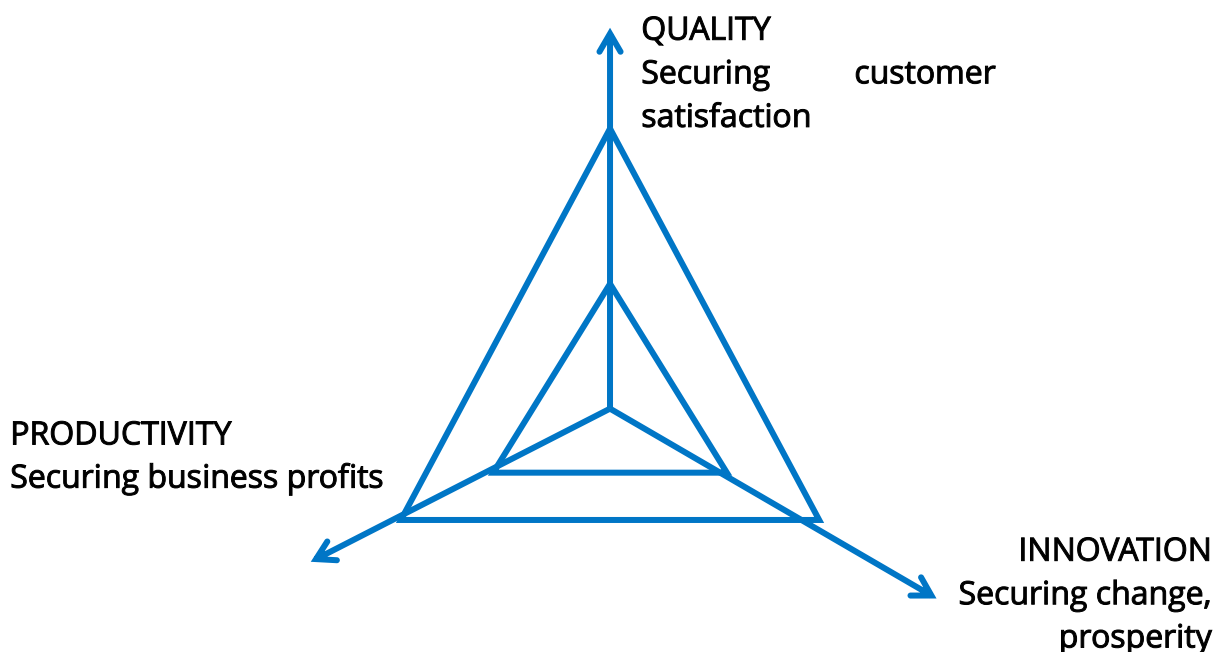 QUALITY
Securing customer
satisfaction
PRODUCTIVITY
Securing business profits
INNOVATION
Securing change,
prosperity